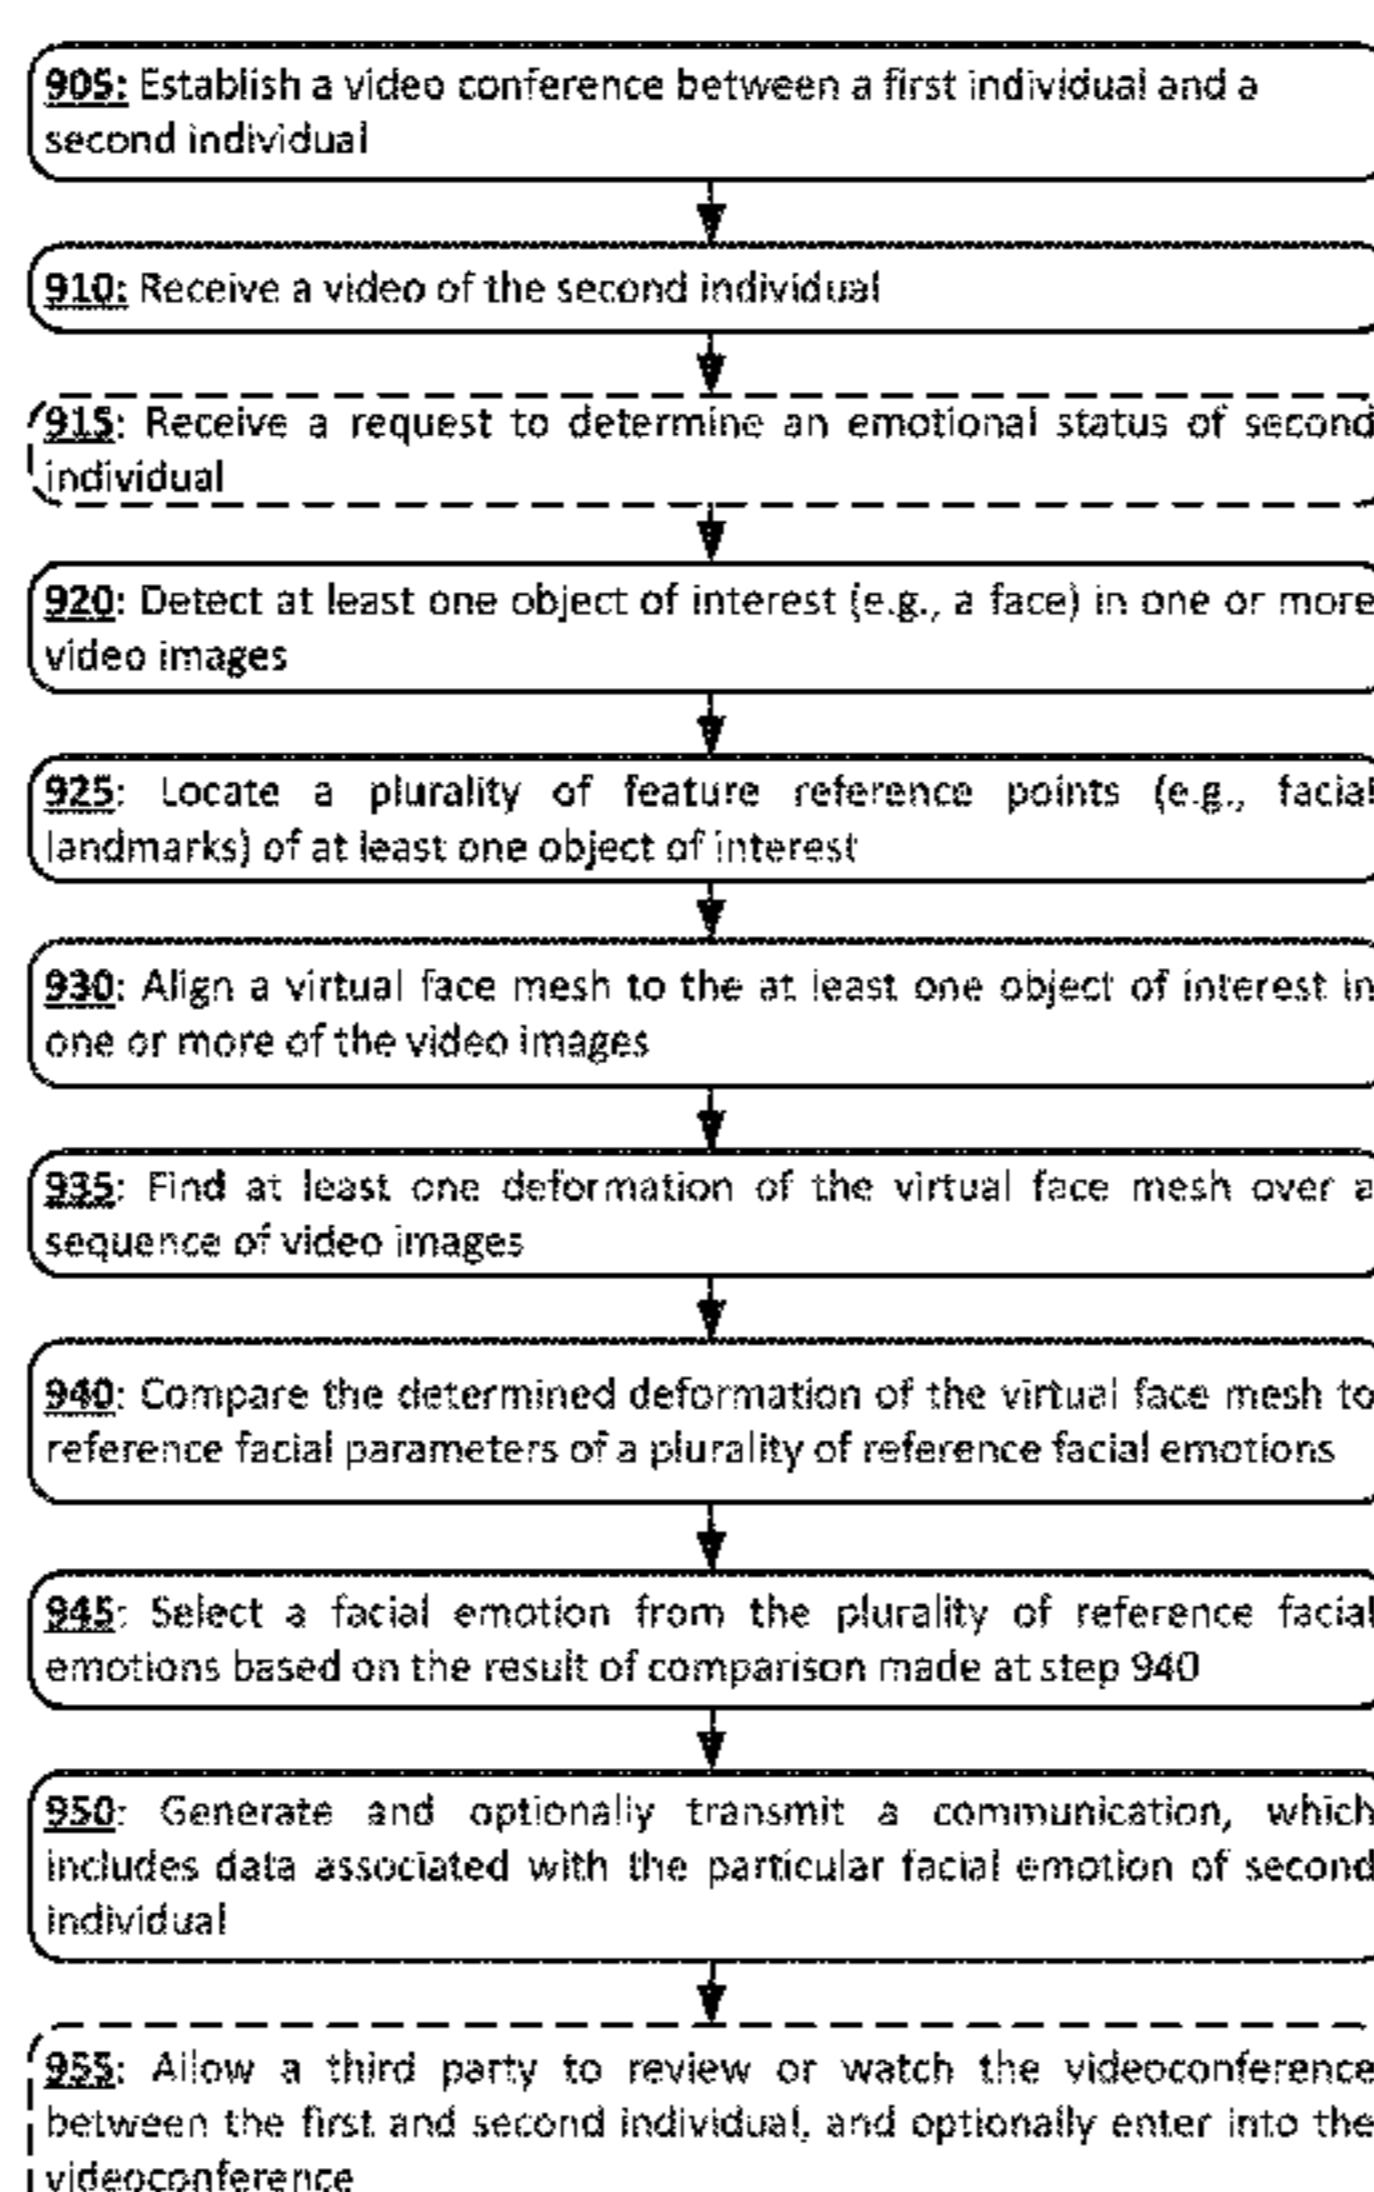 905: Establish a video conference between a first individual and a
second individual
910: Receive a video of the second individual
915: Receive a request to determine an emotional status of second
individual
920: Detect at least one object of interest (e.g., a face) in one or more
video images
925: Locate a plurality of feature reference points (e.g., facial
landmarks) of at least one object of interest
930: Align a virtual face mesh to the at least one object of interest in
one or more of the video images
935: Find at least one deformation of the virtual face mesh over a
sequence of video images
940: Compare the determined deformation of the virtual face mesh to
reference facial parameters of a plurality of reference facial emotions
945: Select a facial emotion from the plurality of reference facial
emotions based on the result of comparison made at step 940
950: Generate and optionally transmit a communication, which
includes data associated with the particular facial emotion of second
individual
955: Allow a third party to review or watch the videoconference
between the first and second individual, and optionally enter into the
videoconference